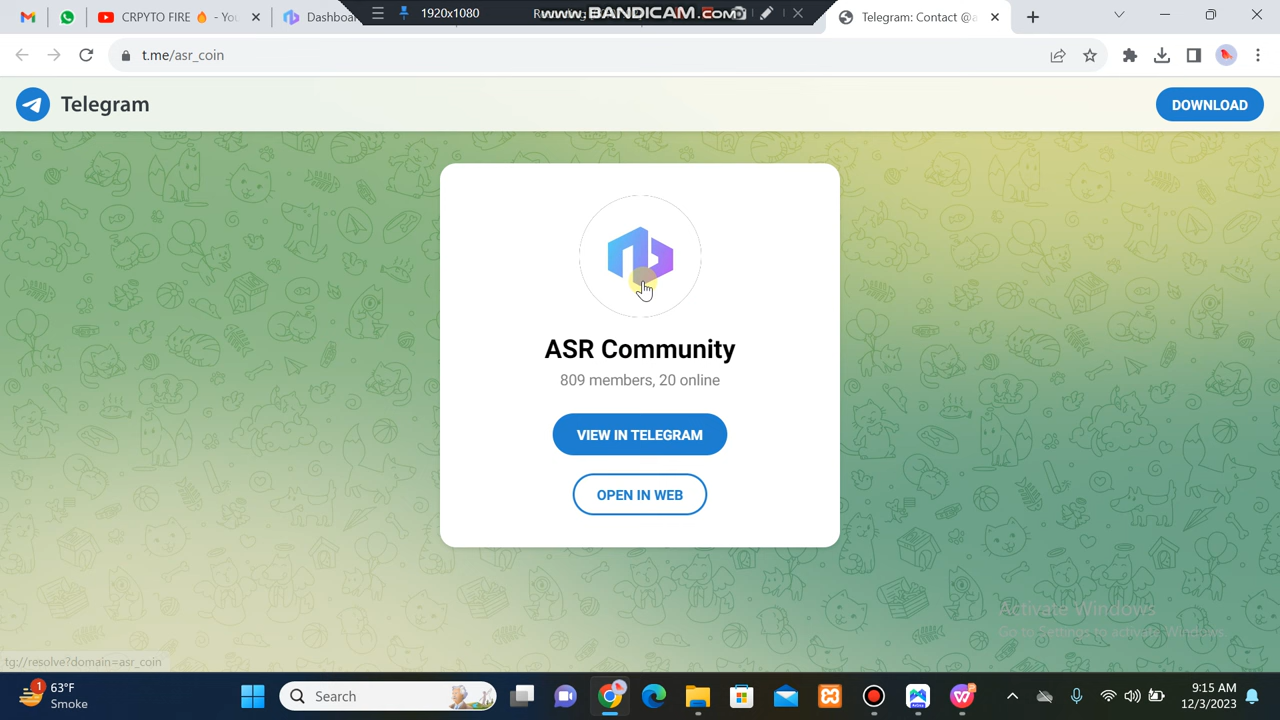 CRPYTO FIRE 🔥 - You
Dashboa
1920x1080
www.BANDICAM.com
Telegram: Contact @a
t.me/asr_coin
Telegram
DOWNLOAD
ASR Community
809 members, 20 online
VIEW IN TELEGRAM
OPEN IN WEB
Activate Windows
Go to Settings to activate Windows.
tg://resolve?domain=asr_coin
1
63°F
Smoke
Search
9:15 AM
12/3/2023